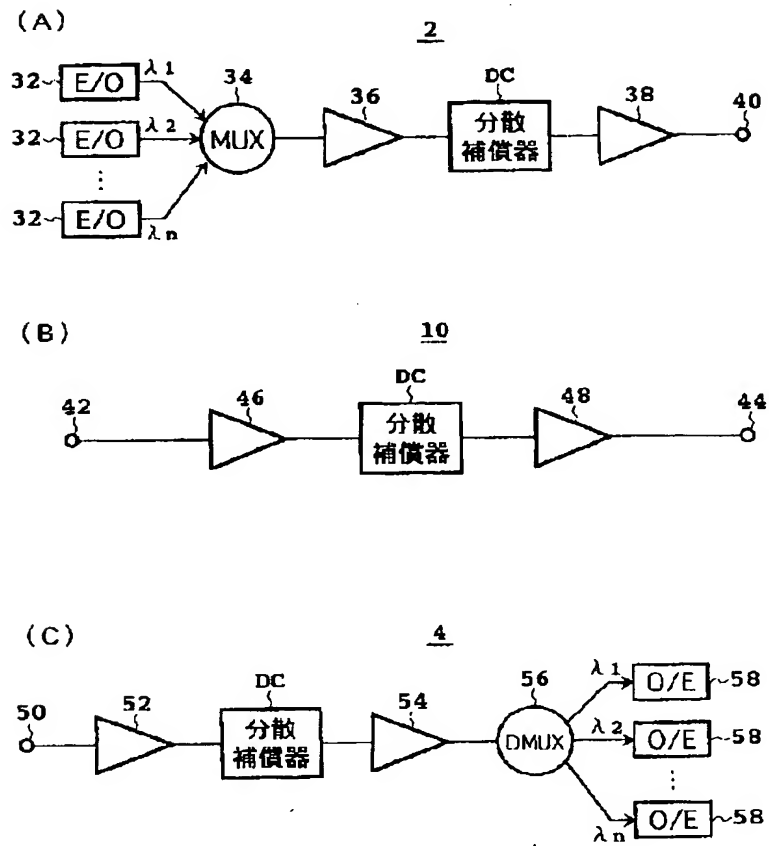 (A)
2
32 E/O λ1
34
MUX
36
DC
分散
補償器
38
40
32 E/O λ2
⋮
32 E/O λn
(B)
10
42
46
DC
分散
補償器
48
44
(C)
4
50
52
DC
分散
補償器
54
56
DMUX
λ1 O/E 58
λ2 O/E 58
⋮
λn O/E 58